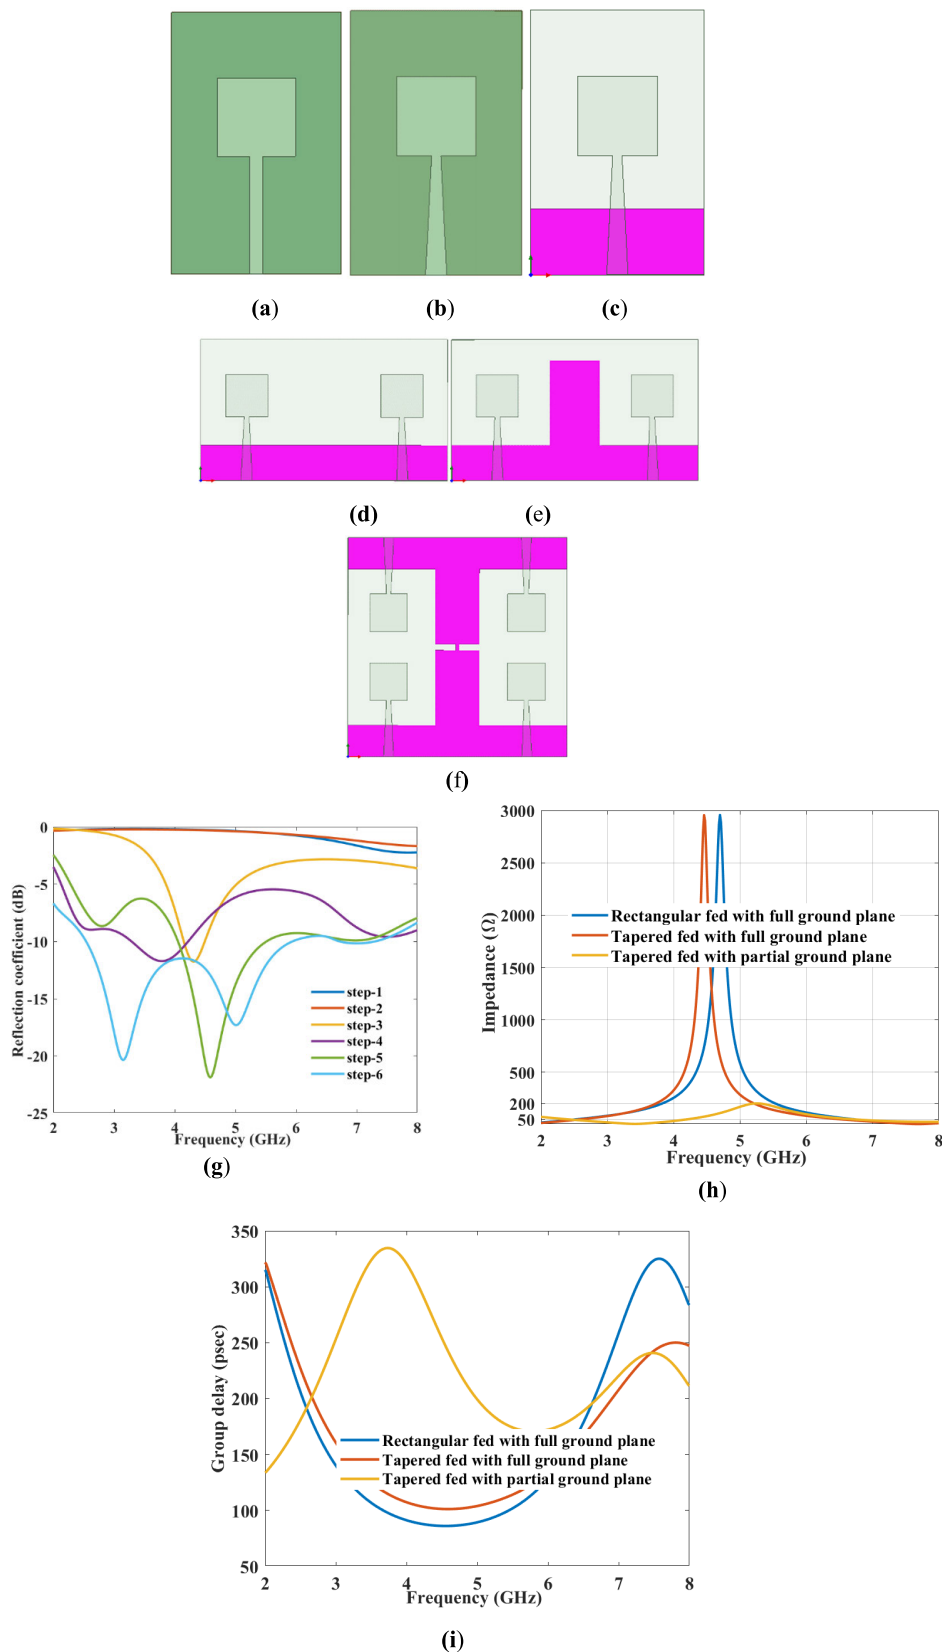 (a)
(b)
(c)
(d)
(e)
(f)
0
-5
-10
-15
-20
-25
2
3
4
5
6
7
8
Reflection coefficient (dB)
Frequency (GHz)
step-1
step-2
step-3
step-4
step-5
step-6
(g)
3000
2500
2000
1500
1000
500
200
50
2
3
4
5
6
7
8
Impedance (Ω)
Frequency (GHz)
Rectangular fed with full ground plane
Tapered fed with full ground plane
Tapered fed with partial ground plane
(h)
350
300
250
200
150
100
50
2
3
4
5
6
7
8
Group delay (psec)
Frequency (GHz)
Rectangular fed with full ground plane
Tapered fed with full ground plane
Tapered fed with partial ground plane
(i)